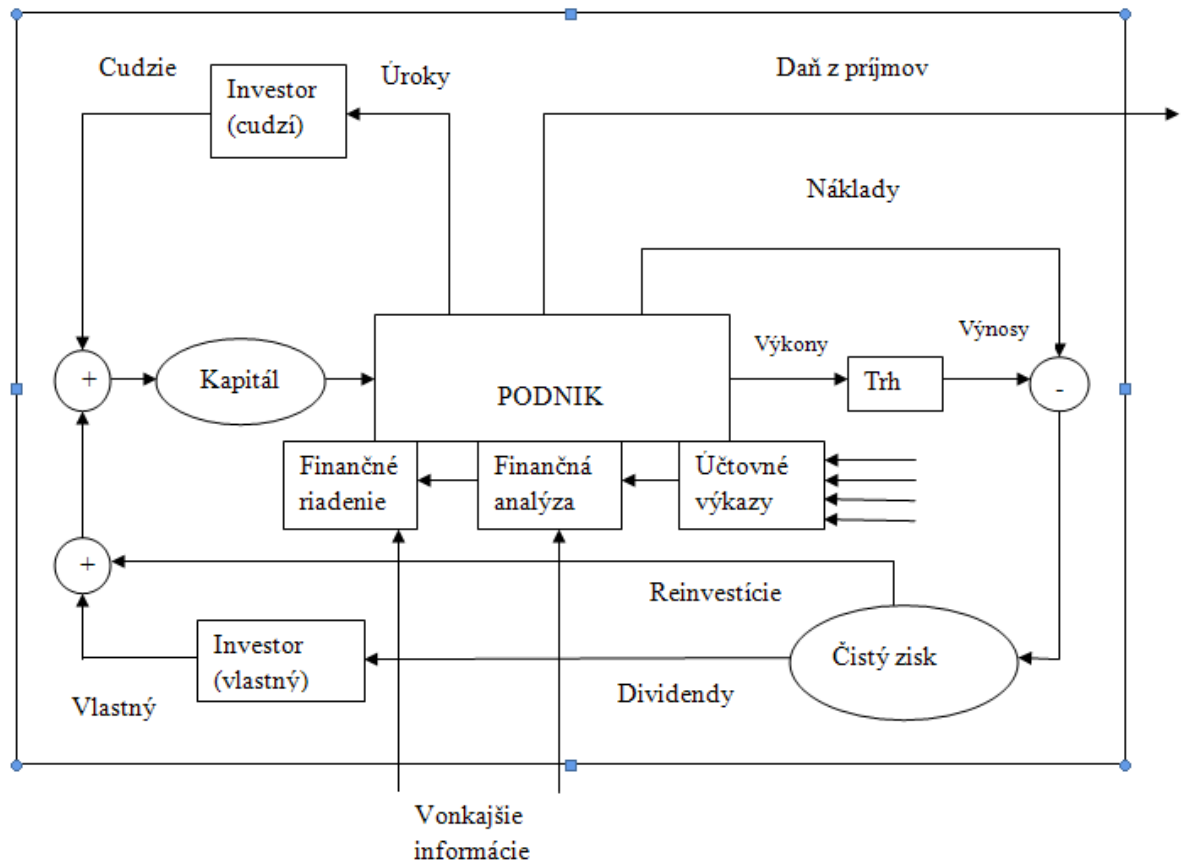 Cudzie
Investor
(cudzí)
Úroky
Daň z príjmov
Náklady
Výkony
Výnosy
+
Kapitál
PODNIK
Trh
-
Finančné
riadenie
Finančná
analýza
Účtovné
výkazy
+
Reinvestície
Investor
(vlastný)
Čistý zisk
Vlastný
Dividendy
Vonkajšie
informácie